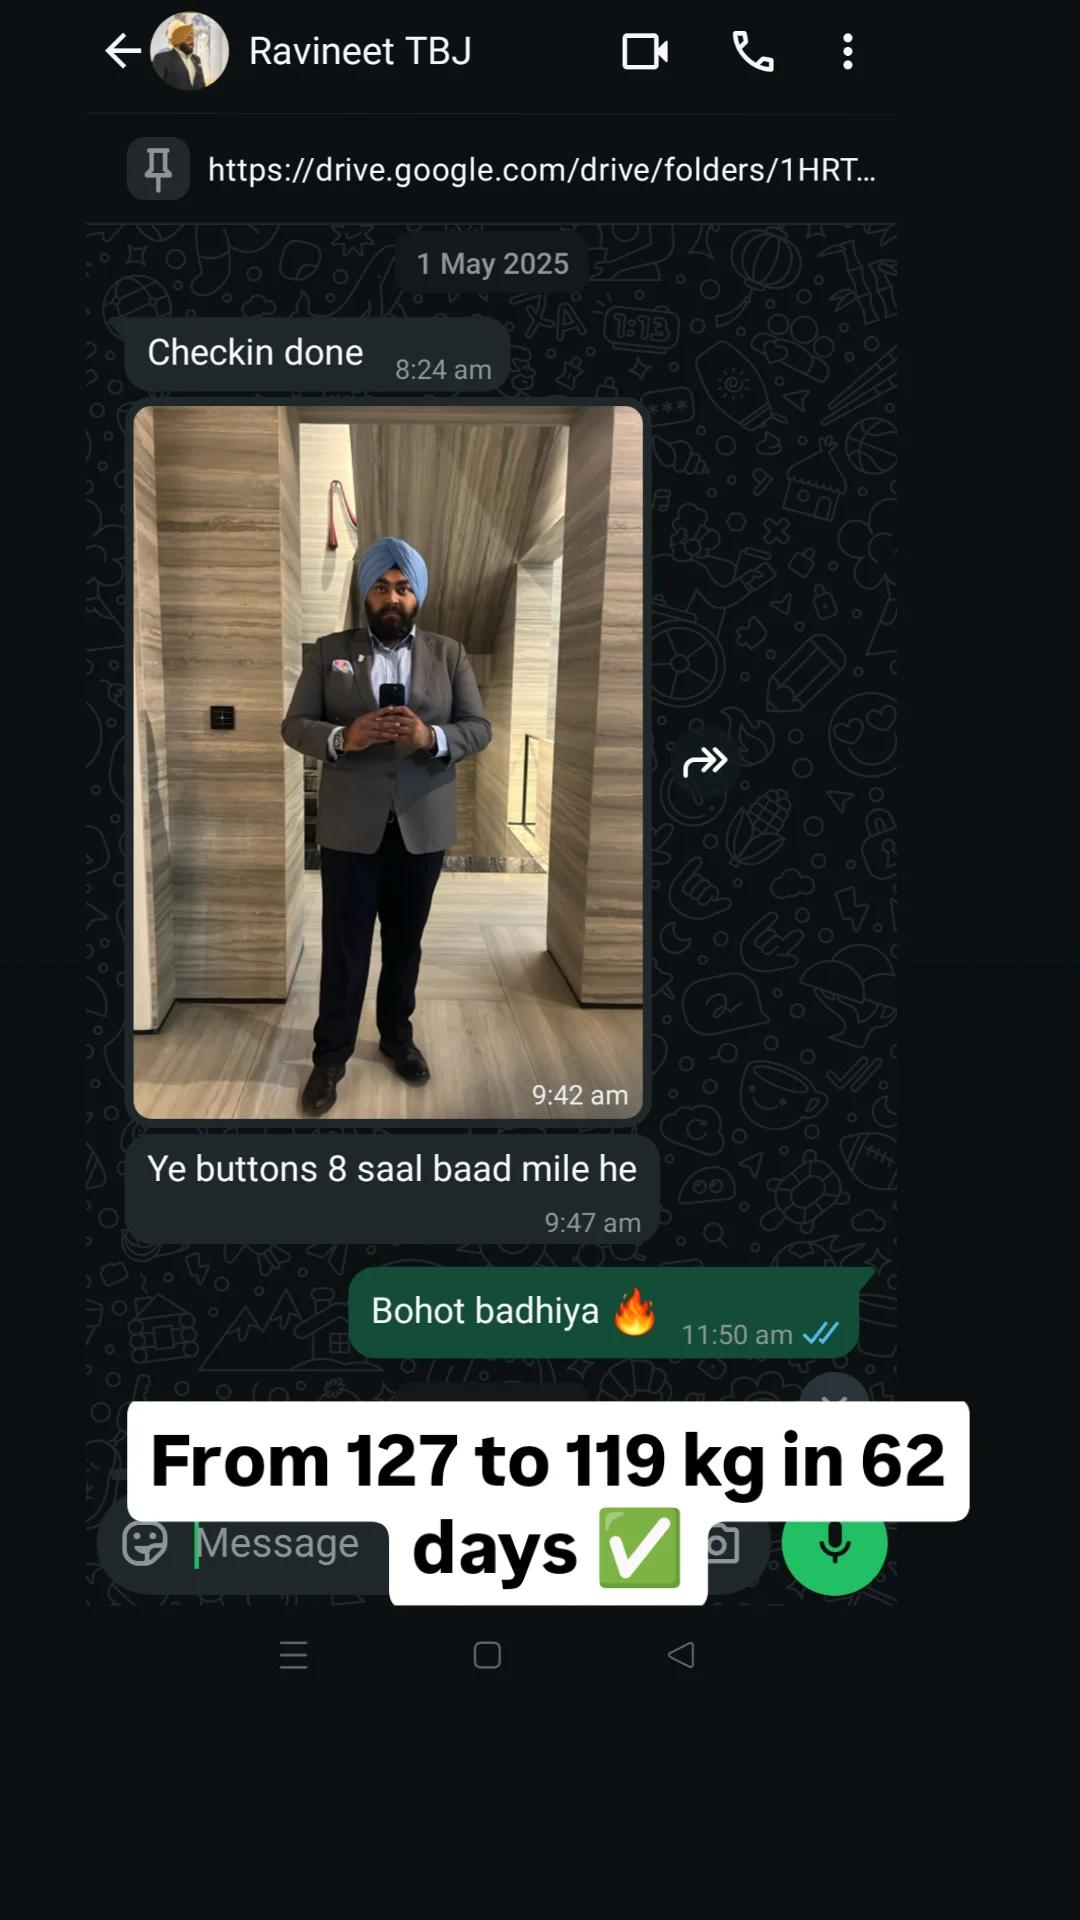 Ravineet TBJ
https://drive.google.com/drive/folders/1HRT...
1 May 2025
Checkin done
8:24 am
9:42 am
Ye buttons 8 saal baad mile he
9:47 am
Bohot badhiya 🔥
11:50 am
From 127 to 119 kg in 62
days ✅
Message